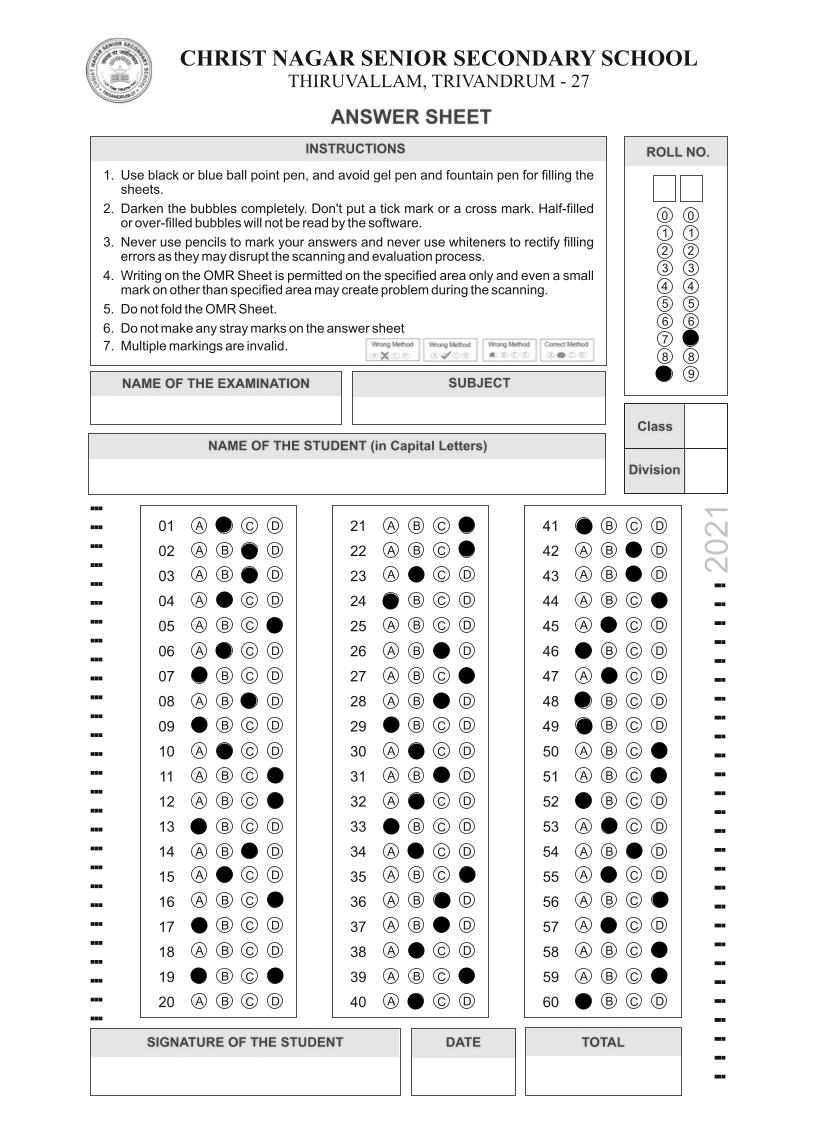 CHRIST NAGAR SENIOR SECONDARY SCHOOL
THIRUVALLAM, TRIVANDRUM - 27
ANSWER SHEET
INSTRUCTIONS
1. Use black or blue ball point pen, and avoid gel pen and fountain pen for filling the
sheets.
2. Darken the bubbles completely. Don't put a tick mark or a cross mark. Half-filled
or over-filled bubbles will not be read by the software.
3. Never use pencils to mark your answers and never use whiteners to rectify filling
errors as they may disrupt the scanning and evaluation process.
4. Writing on the OMR Sheet is permitted on the specified area only and even a small
mark on other than specified area may create problem during the scanning.
5. Do not fold the OMR Sheet.
6. Do not make any stray marks on the answer sheet
7. Multiple markings are invalid.
Wrong Method Wrong Method Wrong Method Correct Method
ROLL NO.
0 0
1 1
2 2
3 3
4 4
5 5
6 6
7
8 8
9
NAME OF THE EXAMINATION
SUBJECT
NAME OF THE STUDENT (in Capital Letters)
Class
Division
2021
01 A C D
02 A B D
03 A B D
04 A C D
05 A B C
06 A C D
07 B C D
08 A B D
09 B C D
10 A C D
11 A B C
12 A B C
13 B C D
14 A B D
15 A C D
16 A B C
17 B C D
18 A B C D
19 B C
20 A B C D
21 A B C
22 A B C
23 A C D
24 B C D
25 A B C D
26 A B D
27 A B C
28 A B D
29 B C D
30 A C D
31 A B D
32 A C D
33 B C D
34 A C D
35 A B C
36 A B D
37 A B D
38 A C D
39 A B C
40 A C D
41 B C D
42 A B D
43 A B D
44 A B C
45 A C D
46 B C D
47 A C D
48 B C D
49 B C D
50 A B C
51 A B C
52 B C D
53 A C D
54 A B D
55 A C D
56 A B C
57 A C D
58 A B C
59 A B C
60 B C D
SIGNATURE OF THE STUDENT
DATE
TOTAL